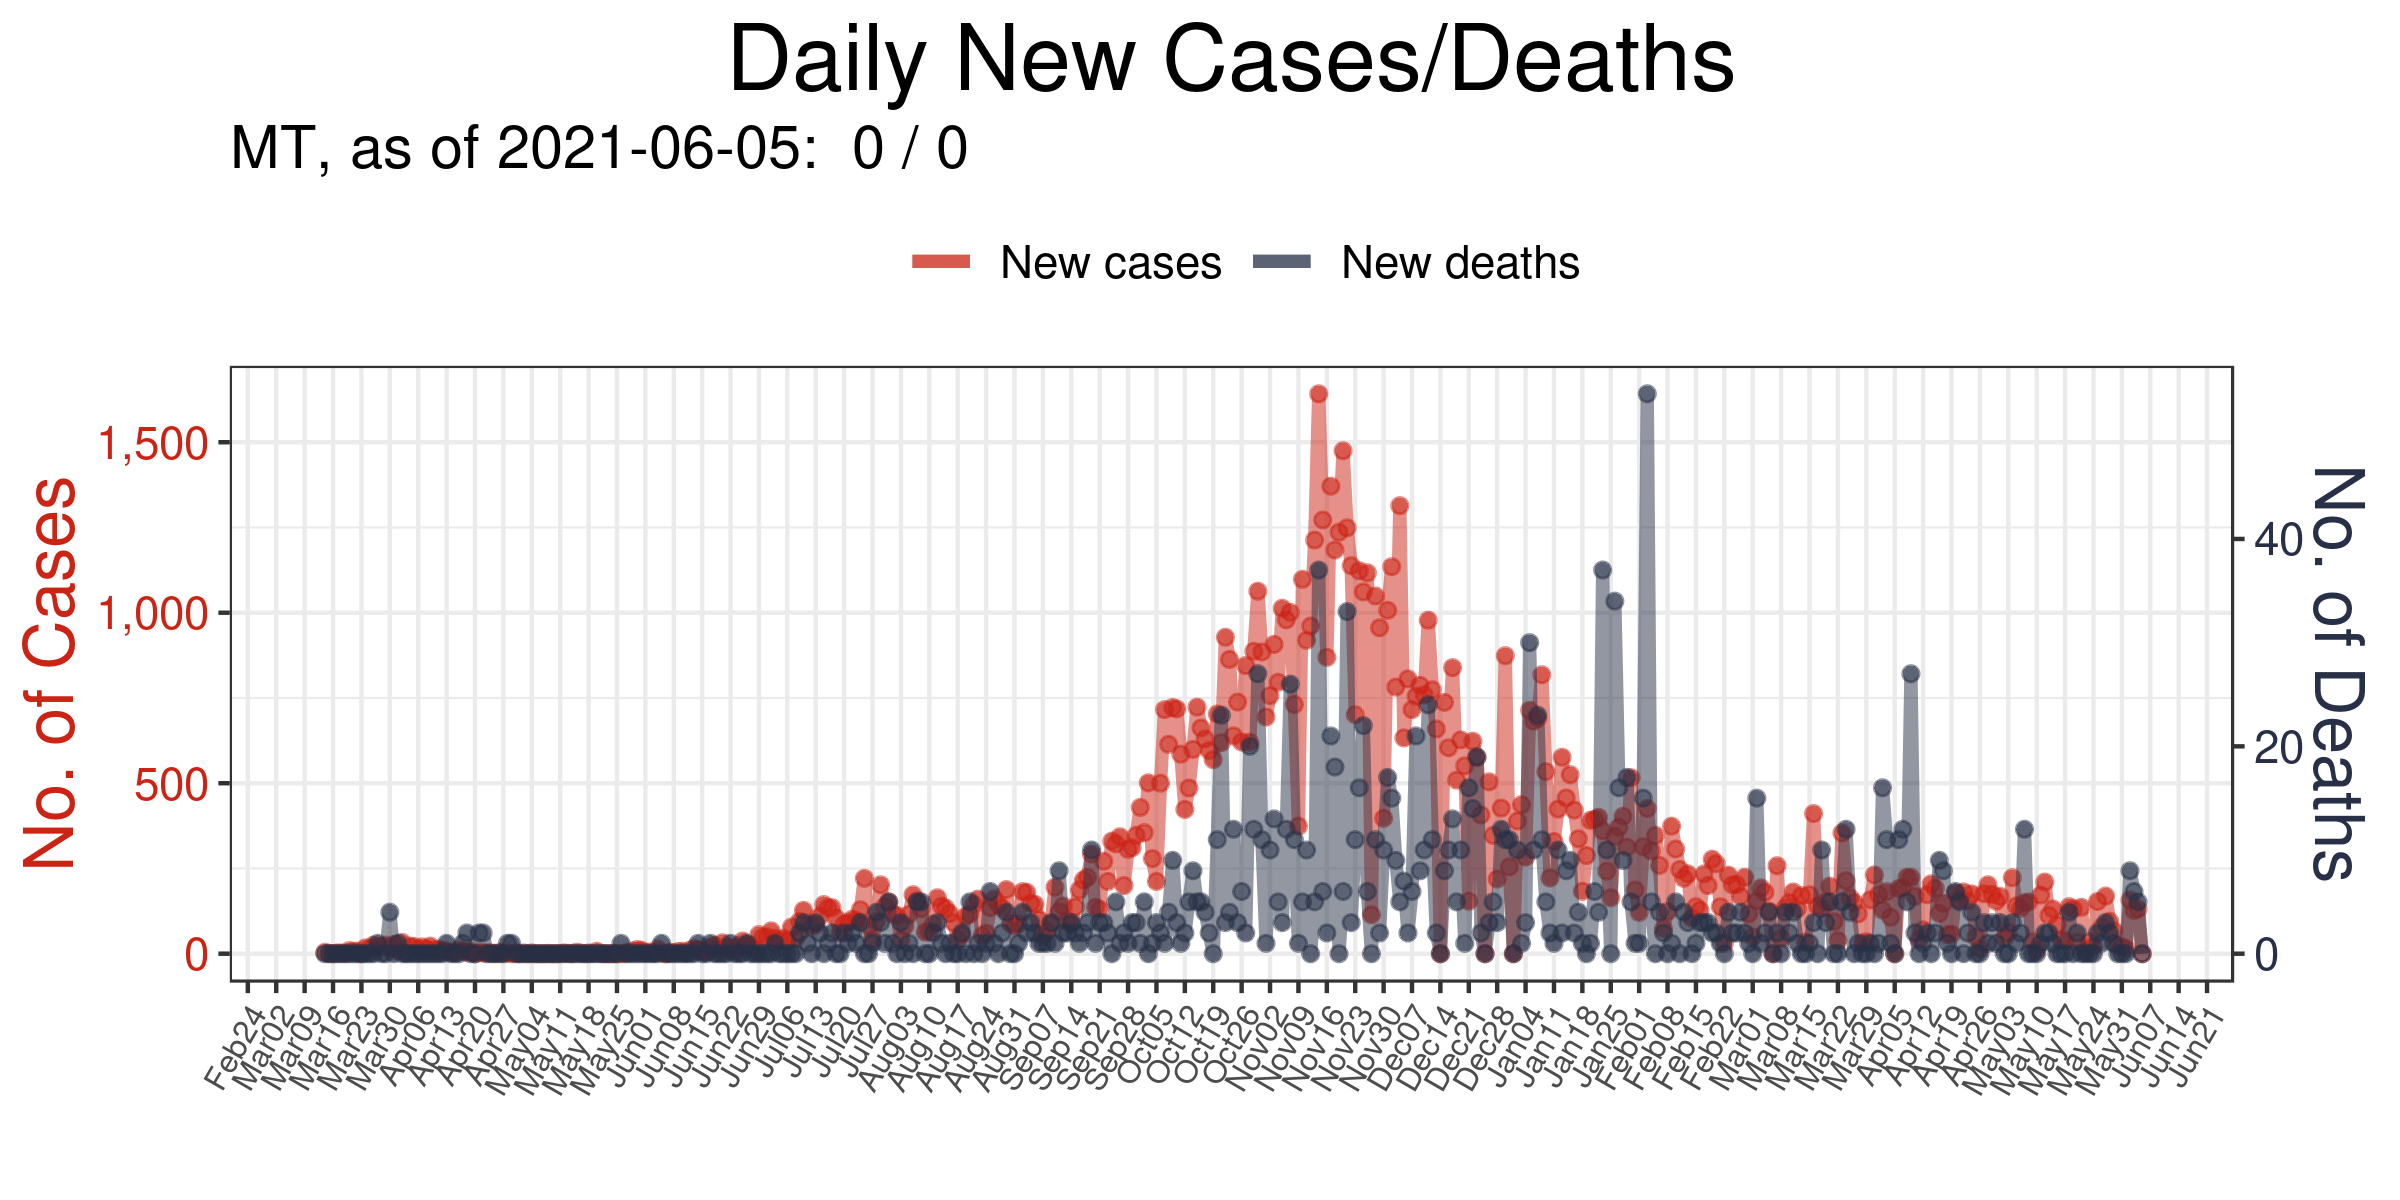 Daily New Cases/Deaths
MT, as of 2021-06-05:  0 / 0
New cases
New deaths
No. of Cases
1,500
1,000
500
0
No. of Deaths
40
20
0
Feb24
Mar02
Mar09
Mar16
Mar23
Mar30
Apr06
Apr13
Apr20
Apr27
May04
May11
May18
May25
Jun01
Jun08
Jun15
Jun22
Jun29
Jul06
Jul13
Jul20
Jul27
Aug03
Aug10
Aug17
Aug24
Aug31
Sep07
Sep14
Sep21
Sep28
Oct05
Oct12
Oct19
Oct26
Nov02
Nov09
Nov16
Nov23
Nov30
Dec07
Dec14
Dec21
Dec28
Jan04
Jan11
Jan18
Jan25
Feb01
Feb08
Feb15
Feb22
Mar01
Mar08
Mar15
Mar22
Mar29
Apr05
Apr12
Apr19
Apr26
May03
May10
May17
May24
May31
Jun07
Jun14
Jun21